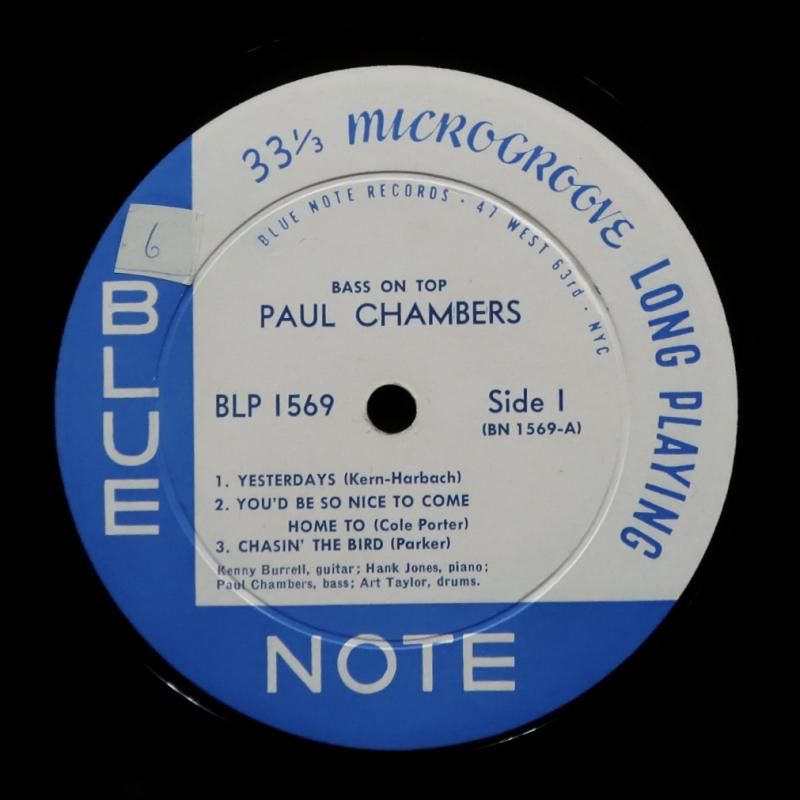 33⅓ MICROGROOVE LONG PLAYING
BLUE NOTE RECORDS · 47 WEST 63rd · NYC
6
BLUE
NOTE
BASS ON TOP
PAUL CHAMBERS
BLP 1569
Side 1
(BN 1569-A)
1. YESTERDAYS (Kern-Harbach)
2. YOU'D BE SO NICE TO COME
HOME TO (Cole Porter)
3. CHASIN' THE BIRD (Parker)
Kenny Burrell, guitar; Hank Jones, piano;
Paul Chambers, bass; Art Taylor, drums.